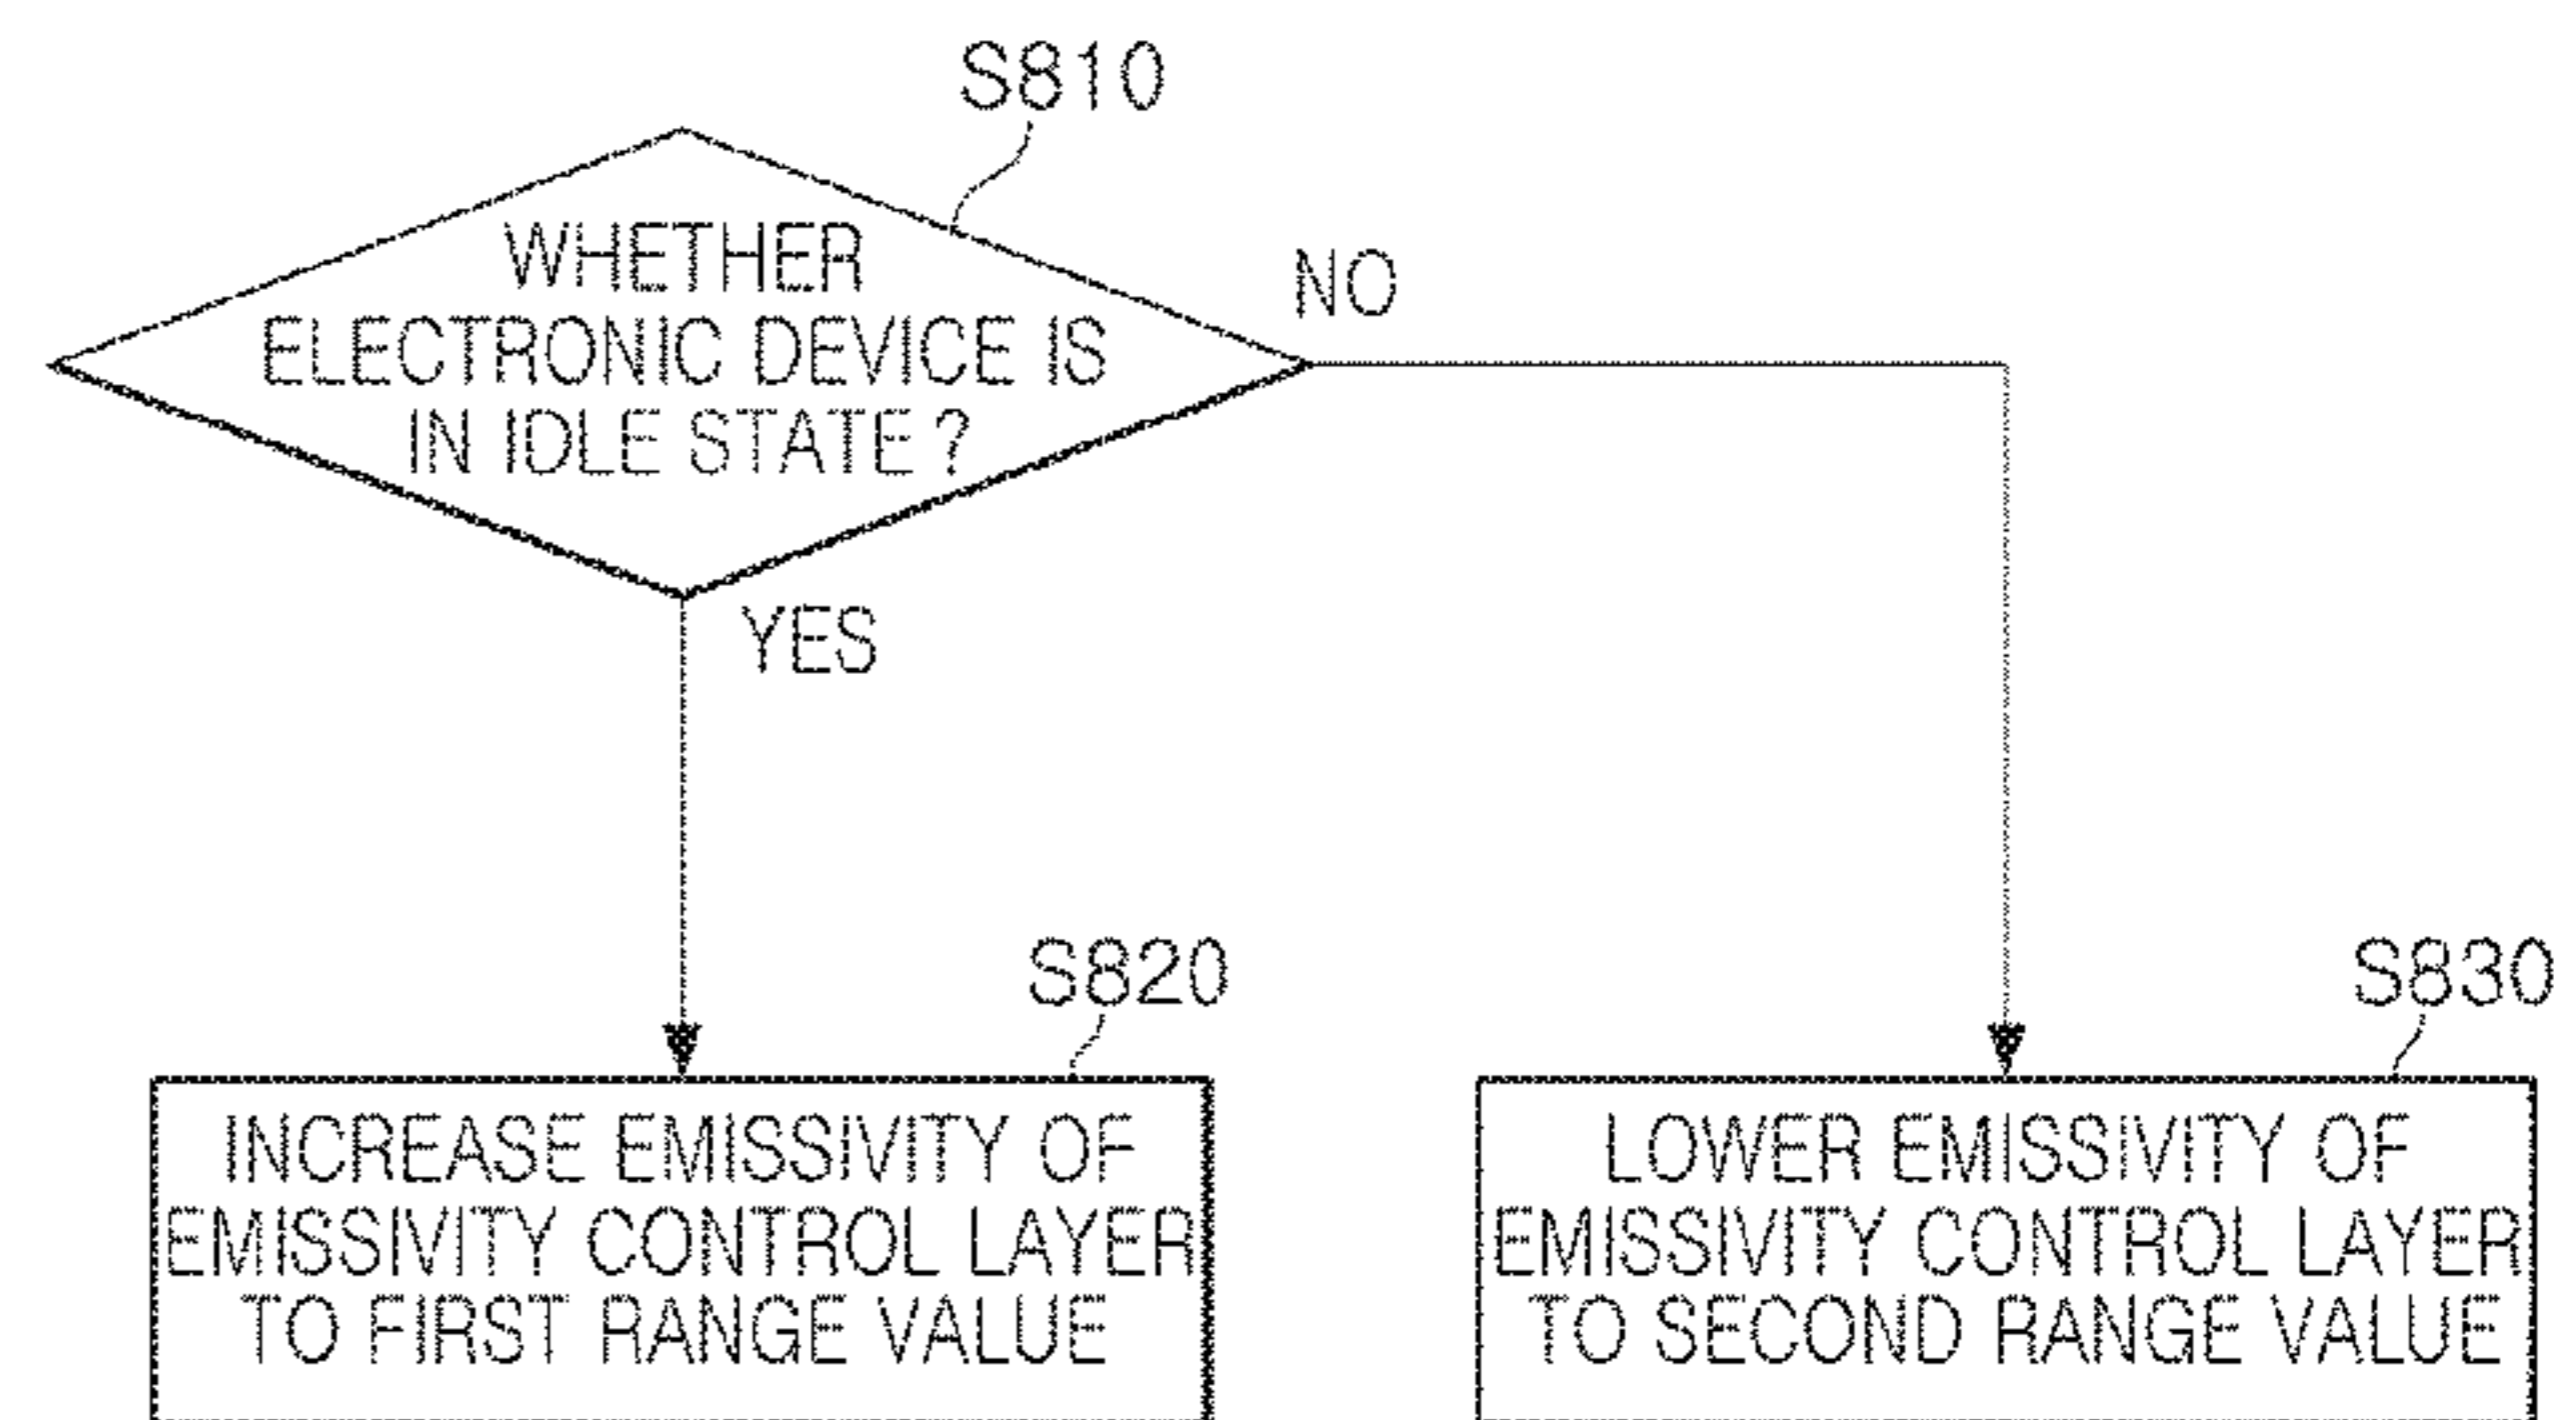 S810
WHETHER
ELECTRONIC DEVICE IS
IN IDLE STATE?
NO
YES
S820
INCREASE EMISSIVITY OF
EMISSIVITY CONTROL LAYER
TO FIRST RANGE VALUE
S830
LOWER EMISSIVITY OF
EMISSIVITY CONTROL LAYER
TO SECOND RANGE VALUE